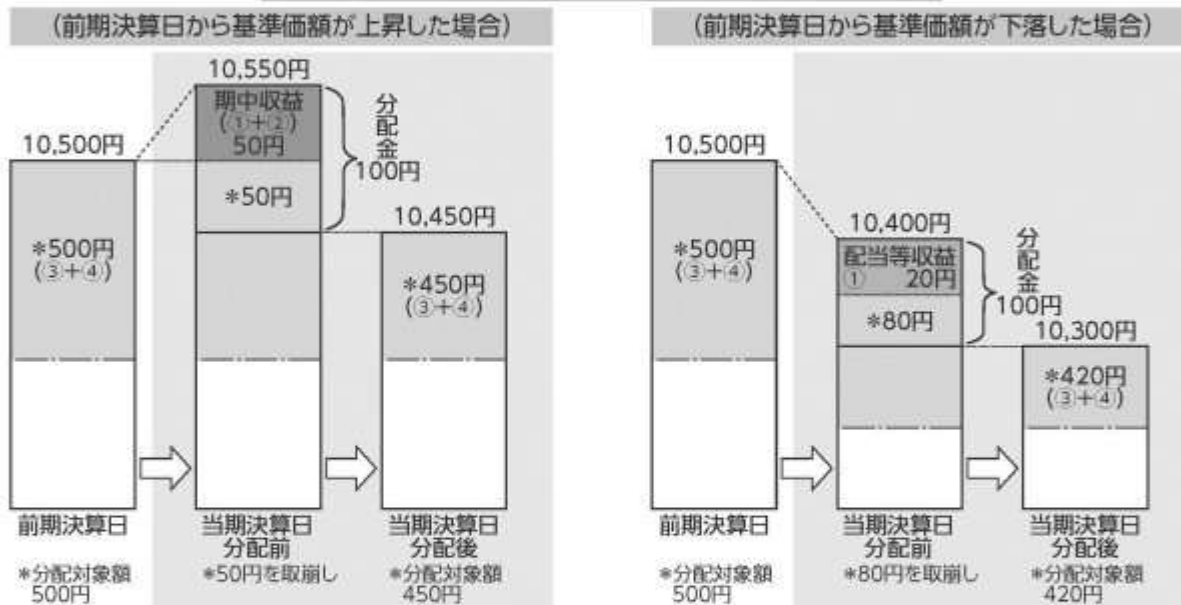 (前期決算日から基準価額が上昇した場合)
10,550円
期中収益
(①+②)
50円
分配金
100円
10,500円
*50円
10,450円
*500円
(③+④)
*450円
(③+④)
前期決算日
当期決算日
分配前
当期決算日
分配後
*分配対象額
500円
*50円を取崩し
*分配対象額
450円
(前期決算日から基準価額が下落した場合)
10,500円
10,400円
*500円
(③+④)
配当等収益
① 20円
分配金
100円
*80円
10,300円
*420円
(③+④)
前期決算日
当期決算日
分配前
当期決算日
分配後
*分配対象額
500円
*80円を取崩し
*分配対象額
420円